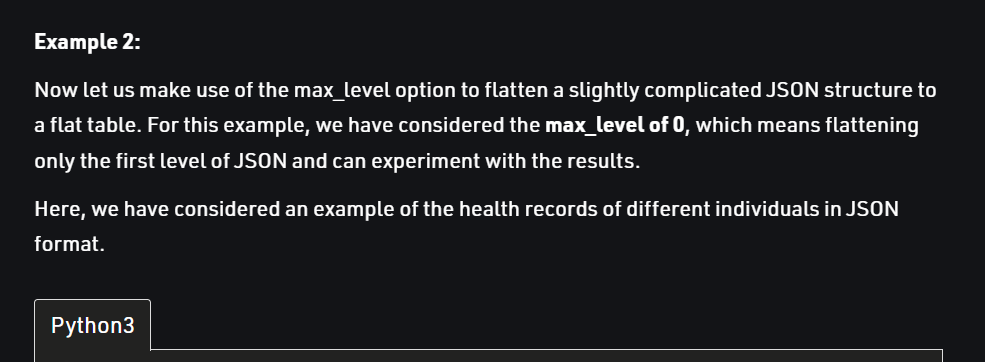 Example 2:
Now let us make use of the max_level option to flatten a slightly complicated JSON structure to
a flat table. For this example, we have considered the max_level of 0, which means flattening
only the first level of JSON and can experiment with the results.
Here, we have considered an example of the health records of different individuals in JSON
format.
Python3